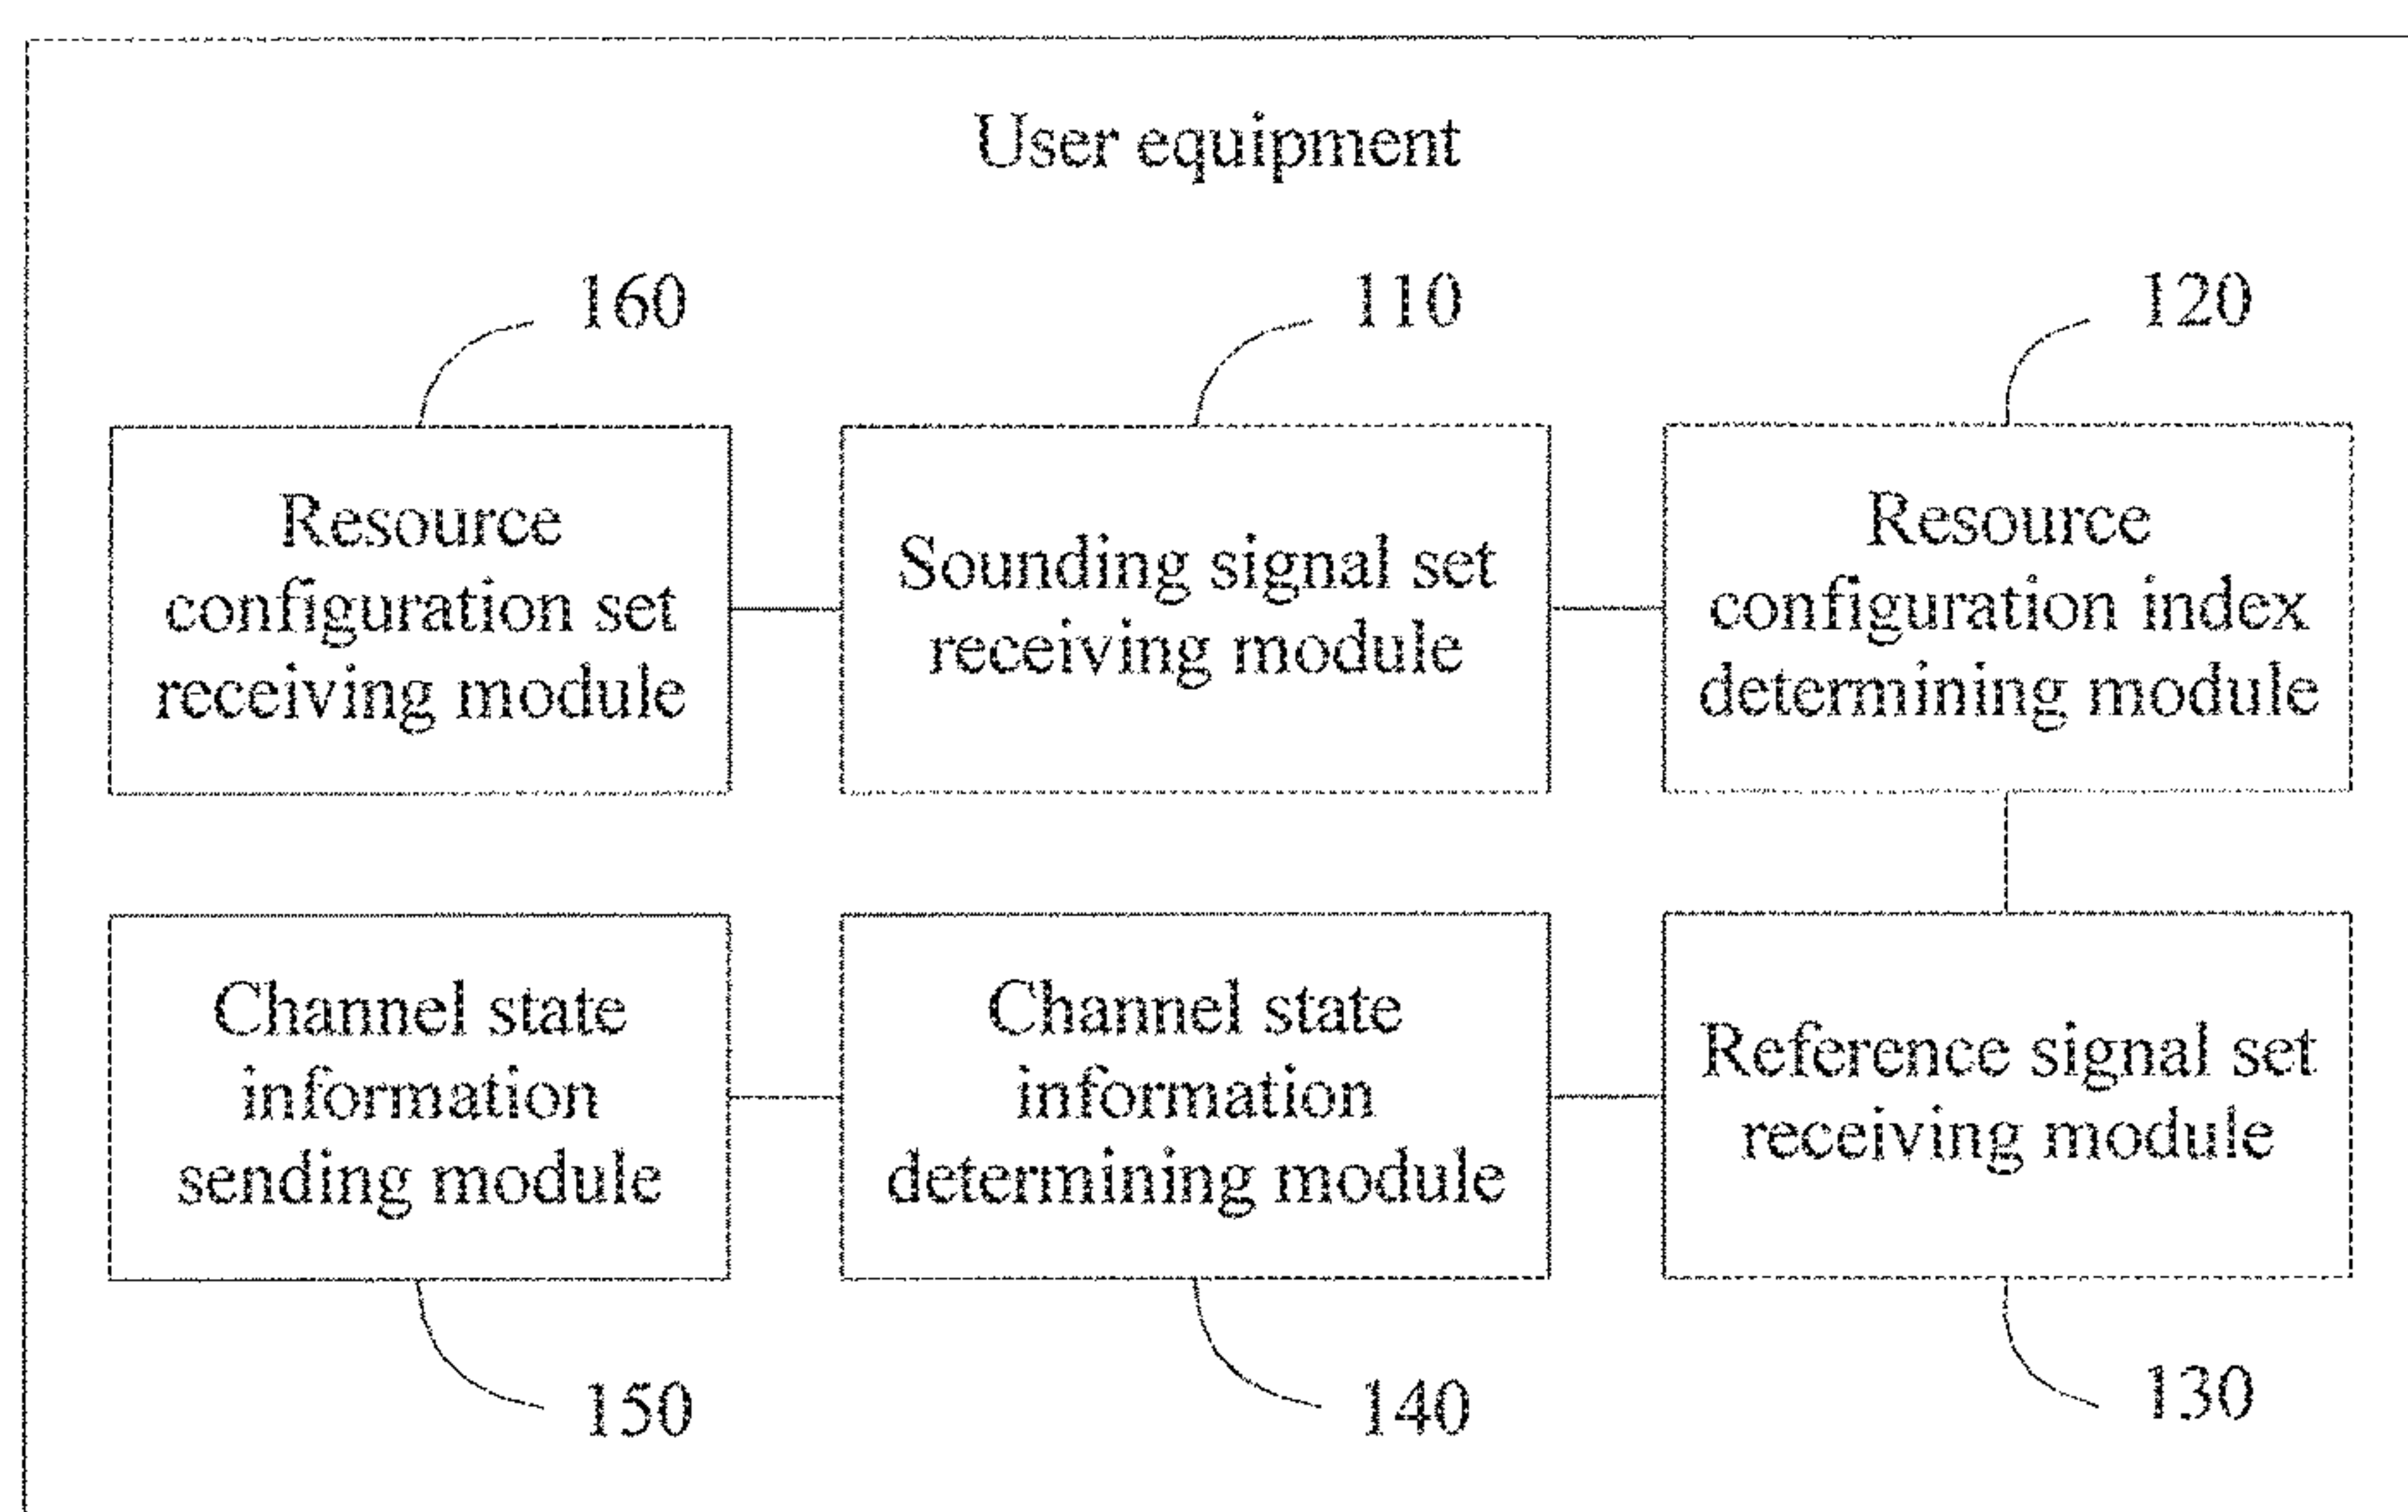 User equipment
160
110
120
Resource
configuration set
receiving module
Sounding signal set
receiving module
Resource
configuration index
determining module
Channel state
information
sending module
Channel state
information
determining module
Reference signal set
receiving module
150
140
130